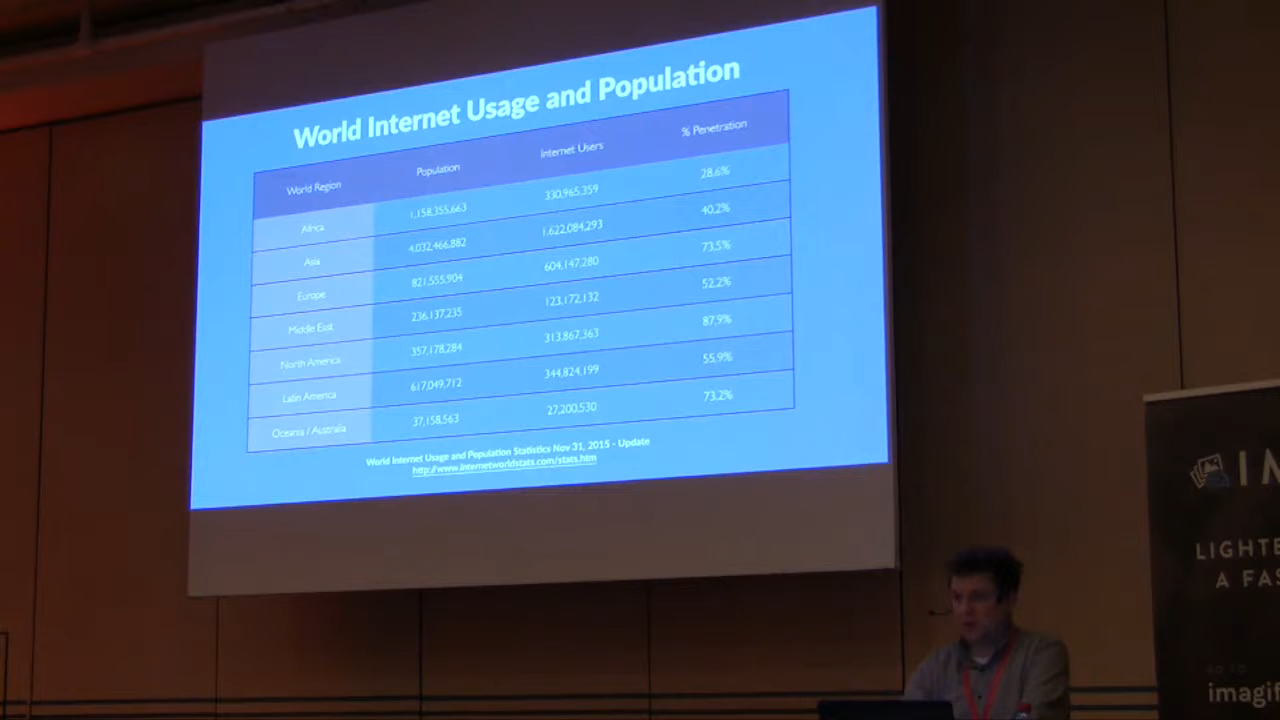 World Internet Usage and Population
World Region Population Internet Users % Penetration
Africa 1,158,355,663 330,965,359 28,6%
Asia 4,032,466,882 1,622,084,293 40,2%
Europe 821,555,904 604,147,280 73,5%
Middle East 236,137,235 123,172,132 52,2%
North America 357,178,284 313,867,363 87,9%
Latin America 617,049,712 344,824,199 55,9%
Oceania / Australia 37,158,563 27,200,530 73,2%
World Internet Usage and Population Statistics Nov 31, 2015 - Update
http://www.internetworldstats.com/stats.htm
LIGHTE
A FAS
GO TO
imagif